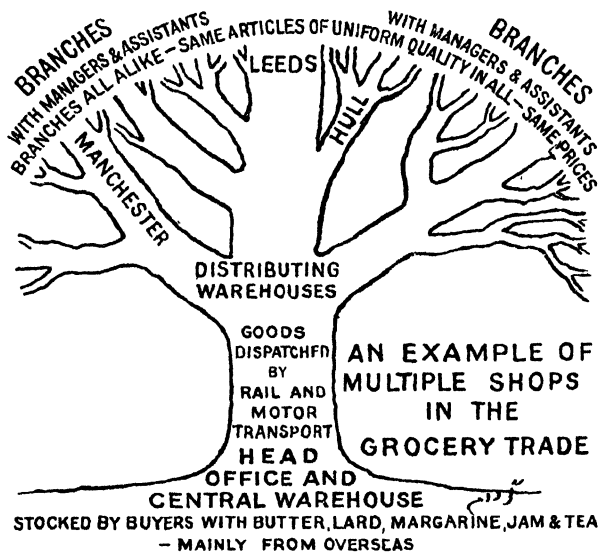 BRANCHES
WITH MANAGERS & ASSISTANTS
BRANCHES ALL ALIKE – SAME ARTICLES OF UNIFORM QUALITY IN ALL – SAME PRICES
WITH MANAGERS & ASSISTANTS
BRANCHES
LEEDS
HULL
MANCHESTER
DISTRIBUTING
WAREHOUSES
GOODS
DISPATCHED
BY
RAIL AND
MOTOR
TRANSPORT
AN EXAMPLE OF
MULTIPLE SHOPS
IN THE
GROCERY TRADE
HEAD
OFFICE AND
CENTRAL WAREHOUSE
STOCKED BY BUYERS WITH BUTTER, LARD, MARGARINE, JAM & TEA
– MAINLY FROM OVERSEAS